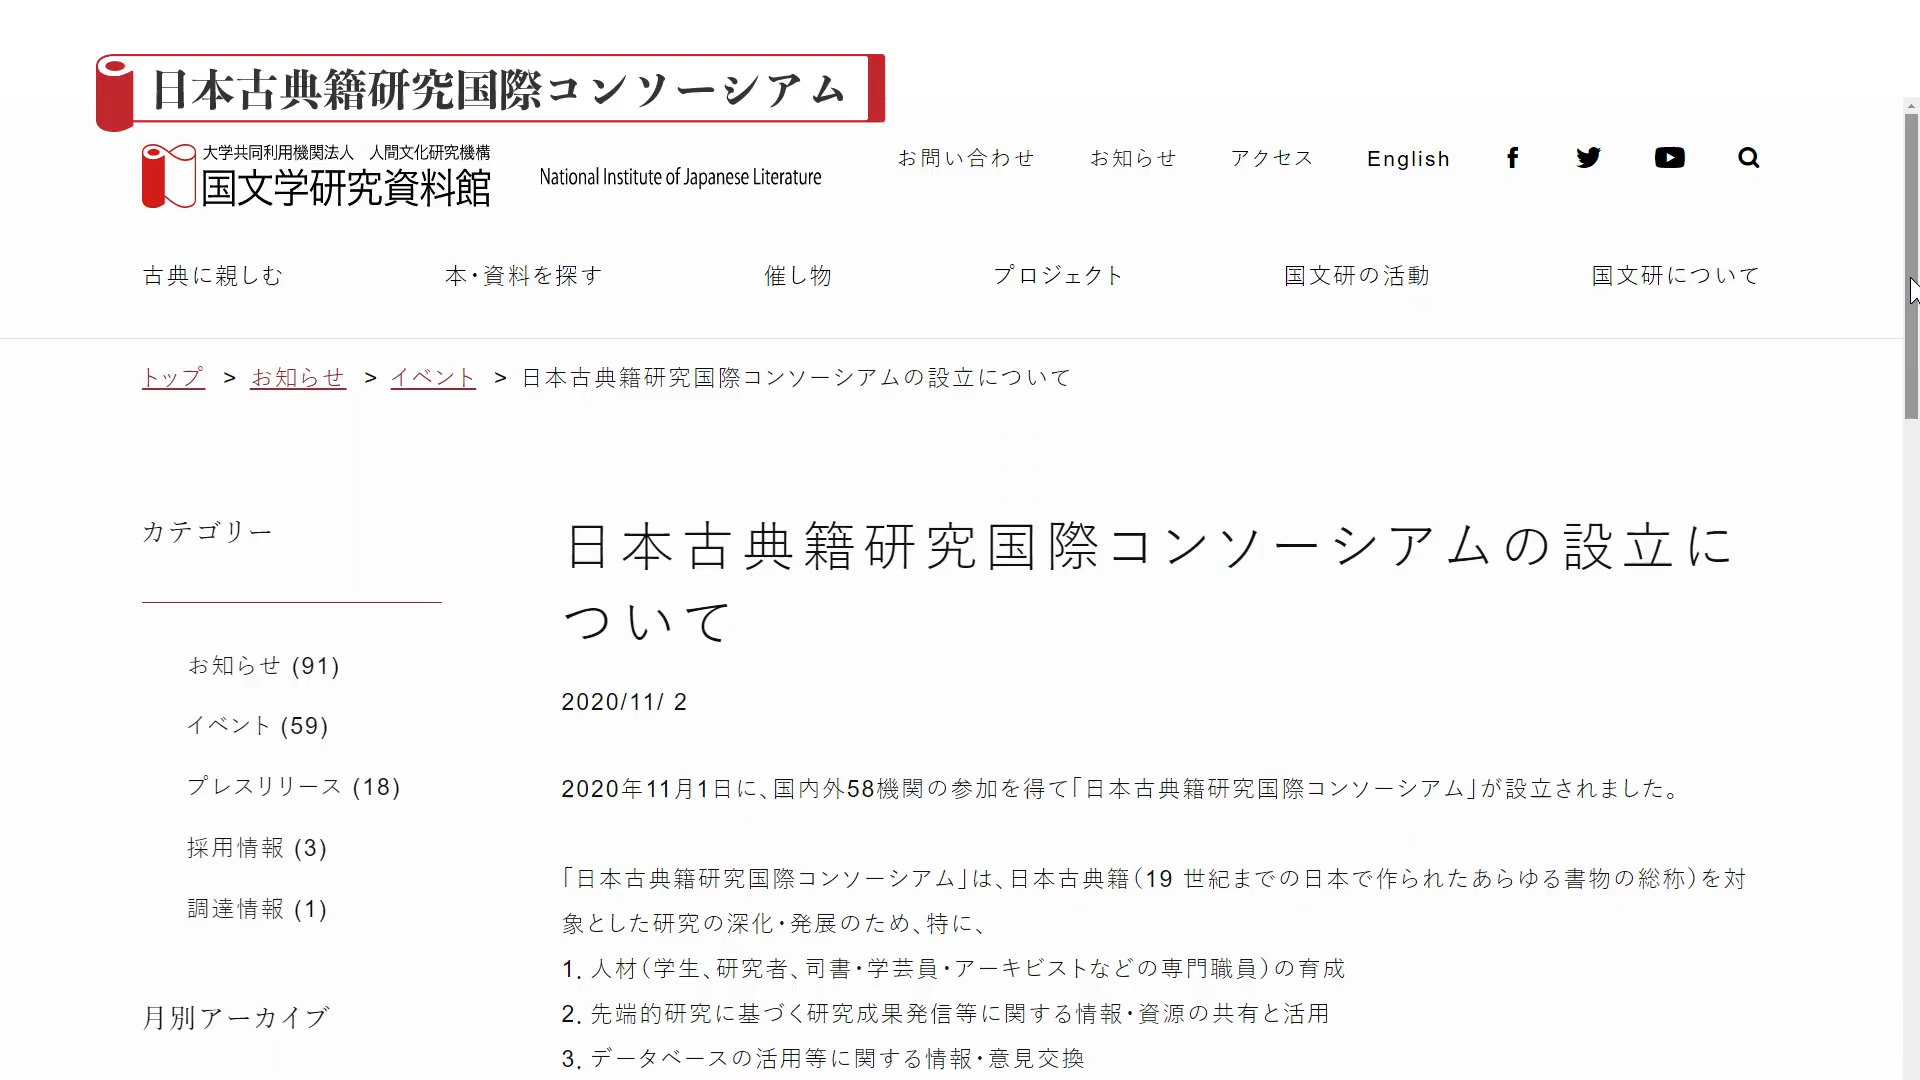 日本古典籍研究国際コンソーシアム
大学共同利用機関法人 人間文化研究機構
国文学研究資料館
National Institute of Japanese Literature
お問い合わせ お知らせ アクセス English
古典に親しむ 本・資料を探す 催し物 プロジェクト 国文研の活動 国文研について
トップ > お知らせ > イベント > 日本古典籍研究国際コンソーシアムの設立について
カテゴリー
お知らせ (91)
イベント (59)
プレスリリース (18)
採用情報 (3)
調達情報 (1)
月別アーカイブ
日本古典籍研究国際コンソーシアムの設立に
ついて
2020/11/ 2
2020年11月1日に、国内外58機関の参加を得て「日本古典籍研究国際コンソーシアム」が設立されました。
「日本古典籍研究国際コンソーシアム」は、日本古典籍（19 世紀までの日本で作られたあらゆる書物の総称）を対
象とした研究の深化・発展のため、特に、
1. 人材（学生、研究者、司書・学芸員・アーキビストなどの専門職員）の育成
2. 先端的研究に基づく研究成果発信等に関する情報・資源の共有と活用
3. データベースの活用等に関する情報・意見交換